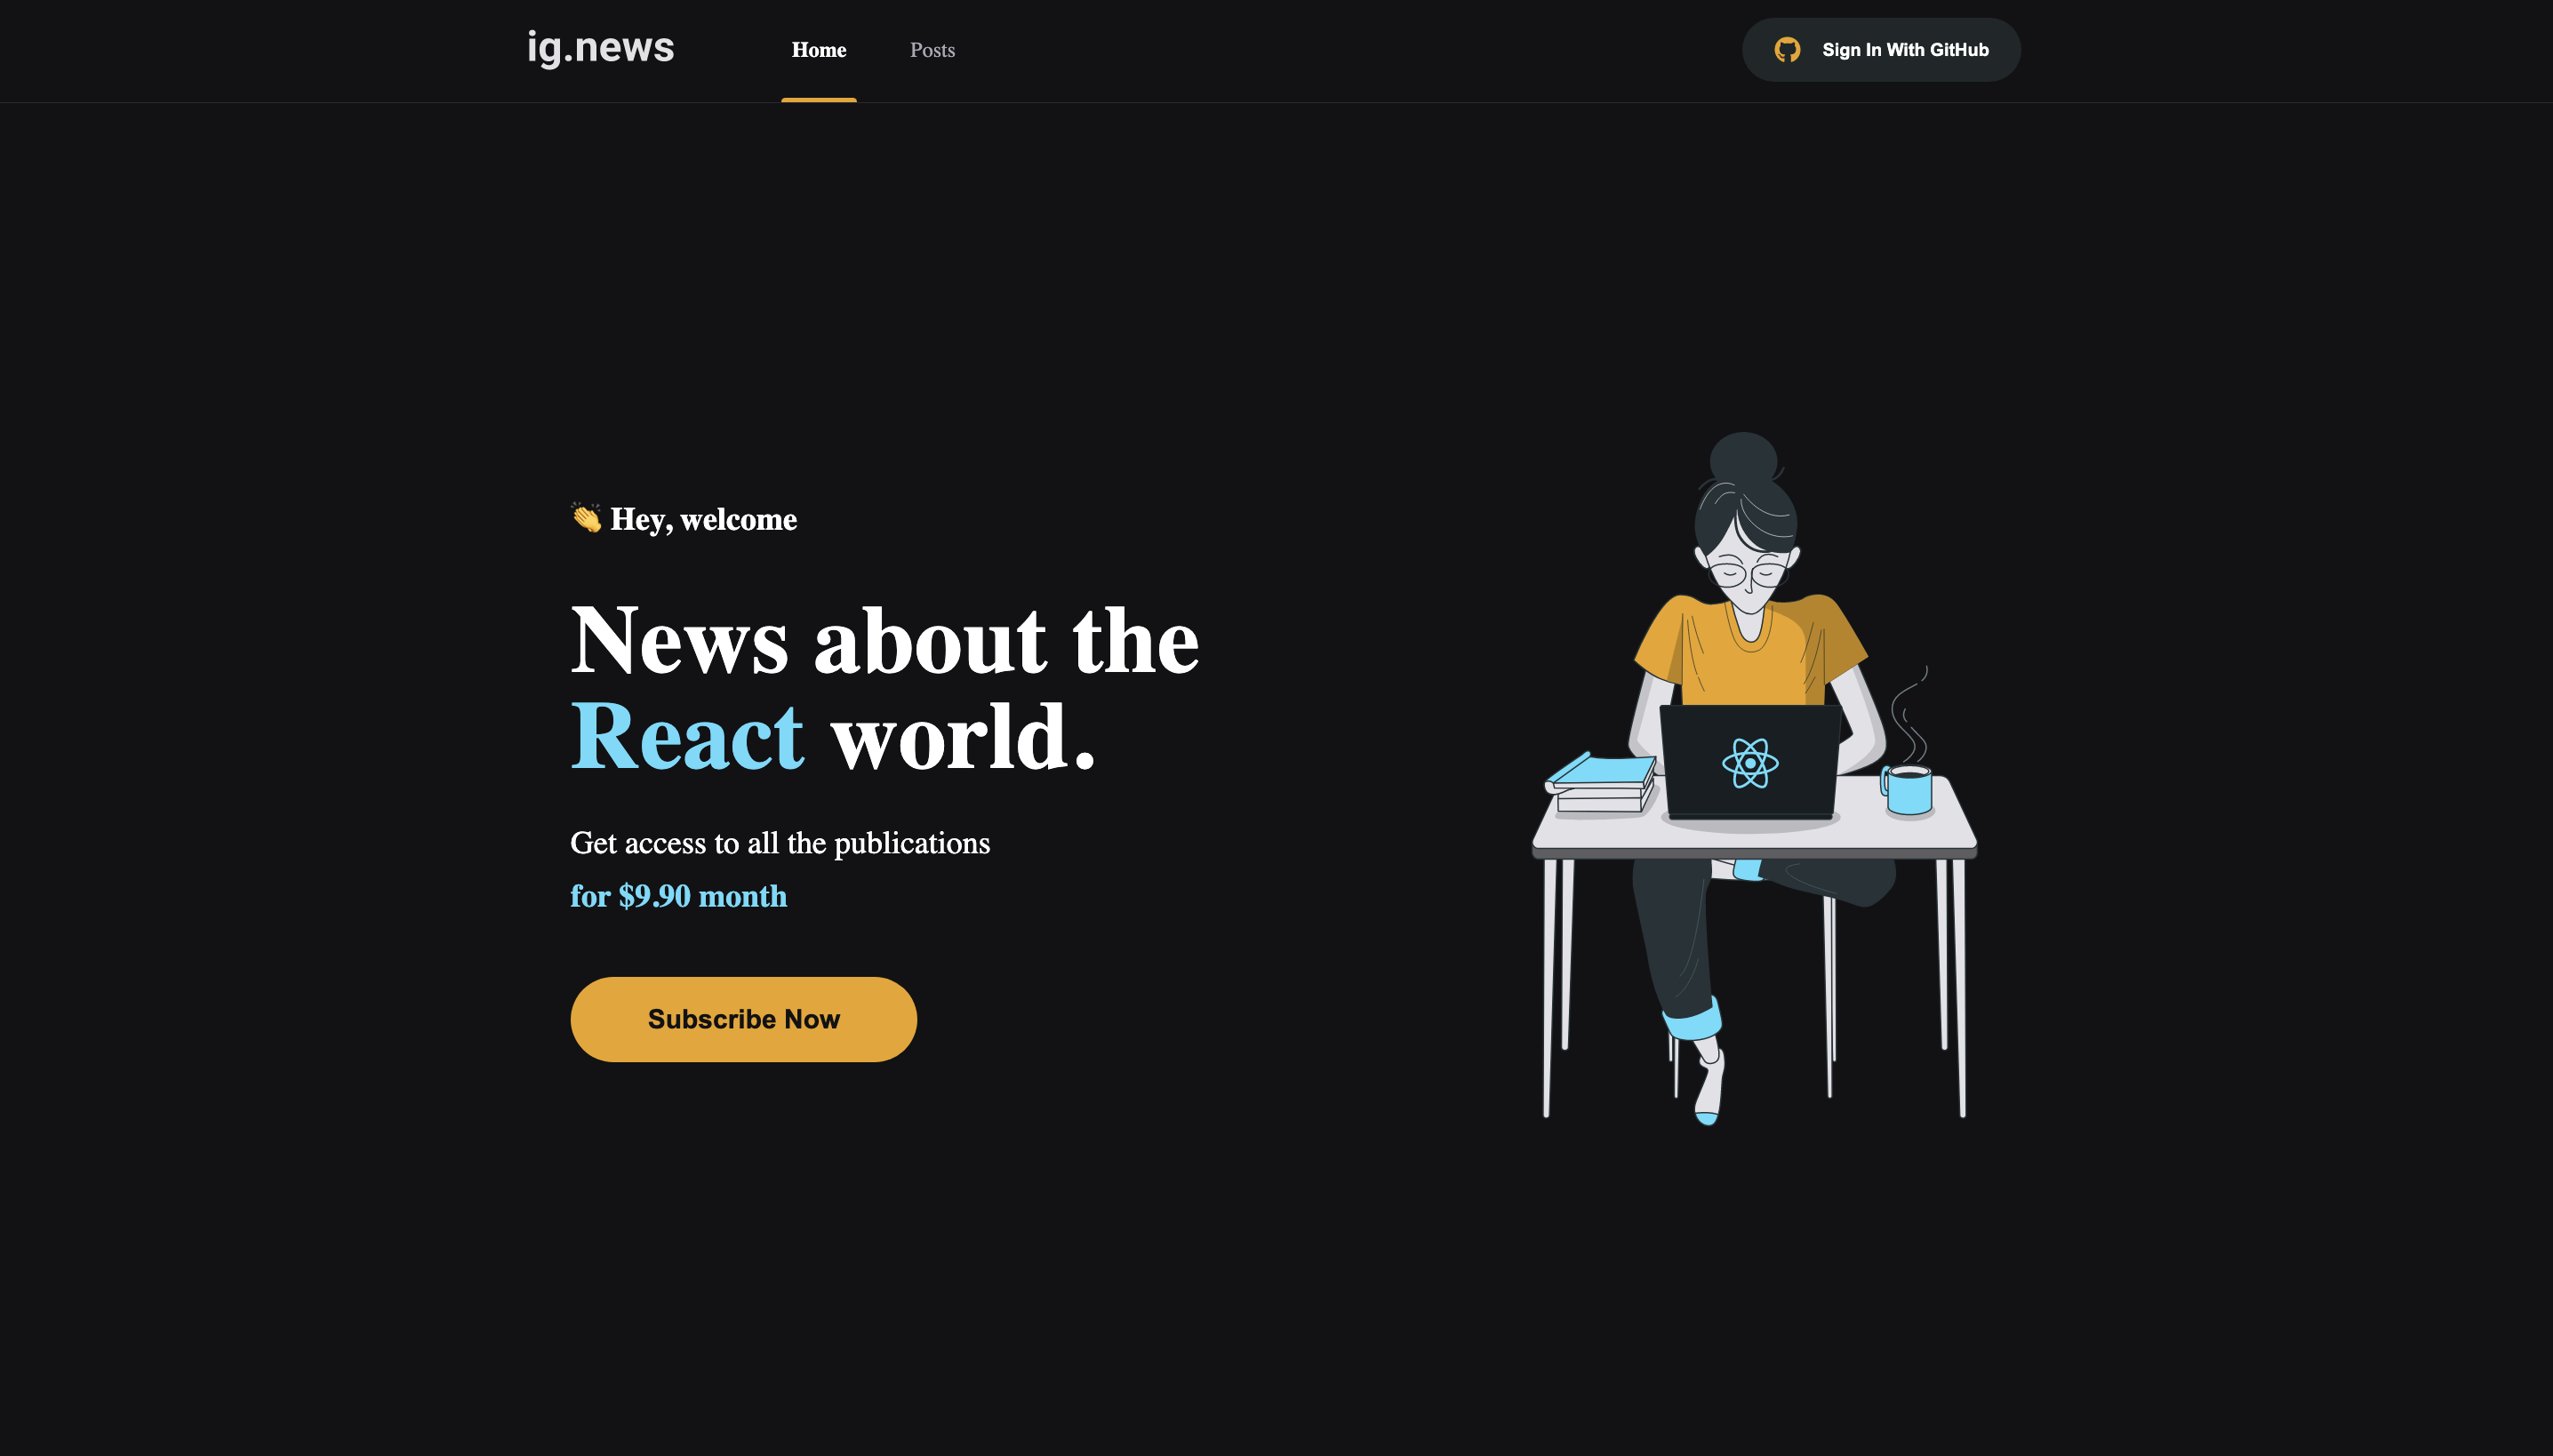 ig.news
Home
Posts
Sign In With GitHub
👏 Hey, welcome
News about the
React world.
Get access to all the publications
for $9.90 month
Subscribe Now